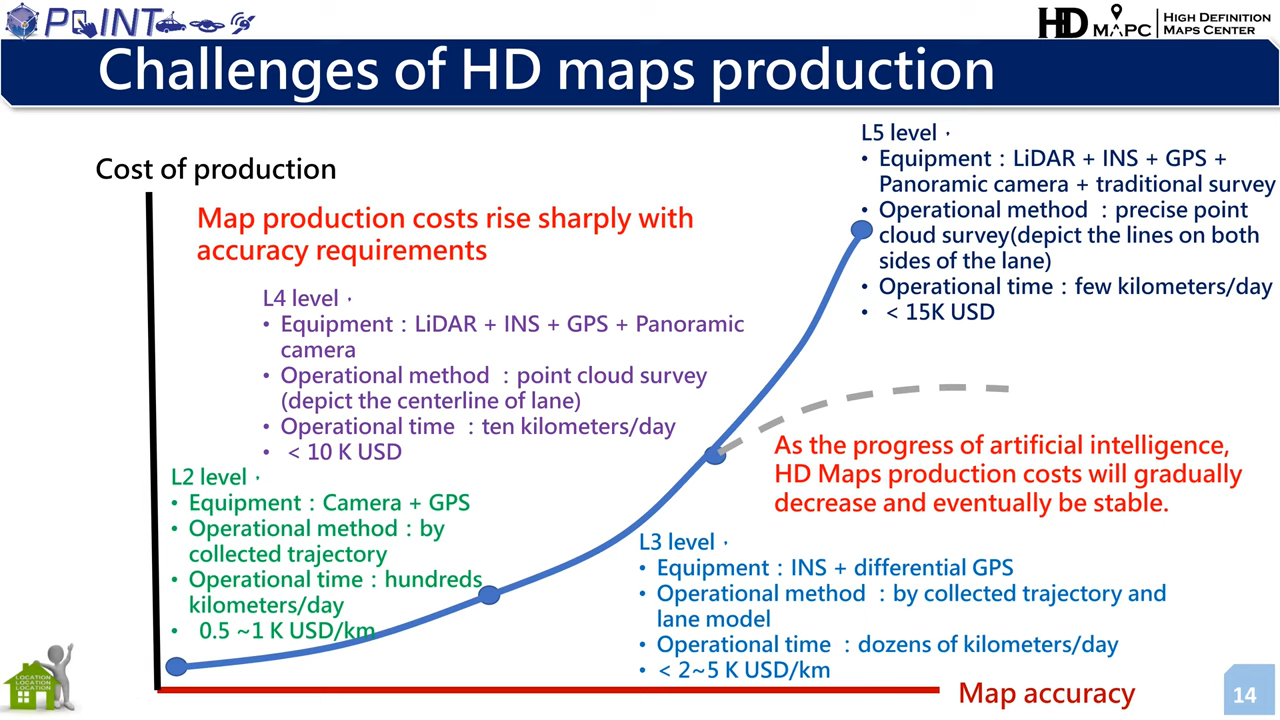 POINT
HD MAPC
HIGH DEFINITION
MAPS CENTER
Challenges of HD maps production
Cost of production
Map production costs rise sharply with
accuracy requirements
L5 level，
• Equipment：LiDAR + INS + GPS +
Panoramic camera + traditional survey
• Operational method ：precise point
cloud survey(depict the lines on both
sides of the lane)
• Operational time：few kilometers/day
• < 15K USD
L4 level，
• Equipment：LiDAR + INS + GPS + Panoramic
camera
• Operational method ：point cloud survey
(depict the centerline of lane)
• Operational time ：ten kilometers/day
• < 10 K USD
As the progress of artificial intelligence,
HD Maps production costs will gradually
decrease and eventually be stable.
L2 level，
• Equipment：Camera + GPS
• Operational method：by
collected trajectory
• Operational time：hundreds
kilometers/day
• 0.5 ~1 K USD/km
L3 level，
• Equipment：INS + differential GPS
• Operational method ：by collected trajectory and
lane model
• Operational time ：dozens of kilometers/day
• < 2~5 K USD/km
Map accuracy
LOCATION
LOCATION
LOCATION
14